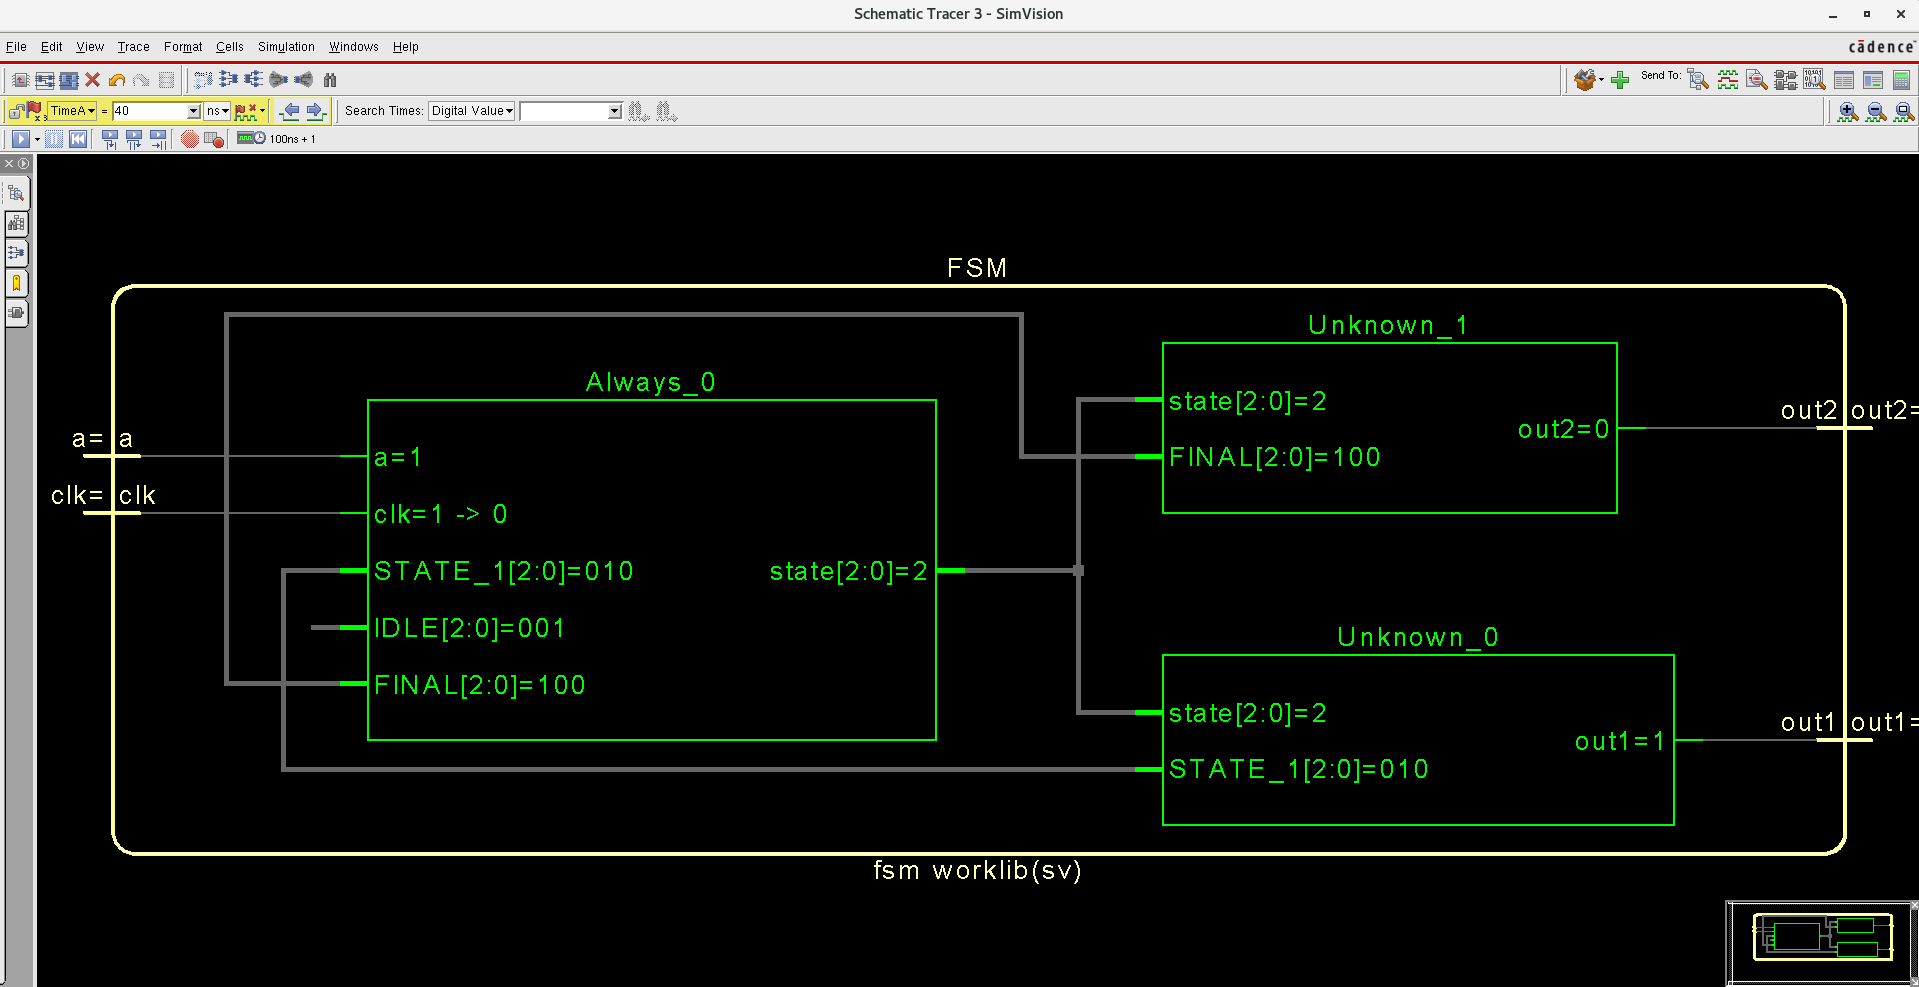 Schematic Tracer 3 - SimVision
File Edit View Trace Format Cells Simulation Windows Help
cādence
Send To:
TimeA = 40 ns Search Times: Digital Value
100ns + 1
FSM
Unknown_1
Always_0
state[2:0]=2
out2 out2=
a= a
out2=0
a=1
FINAL[2:0]=100
clk= clk
clk=1 -> 0
STATE_1[2:0]=010
state[2:0]=2
IDLE[2:0]=001
Unknown_0
FINAL[2:0]=100
state[2:0]=2
out1 out1=
out1=1
STATE_1[2:0]=010
fsm worklib(sv)